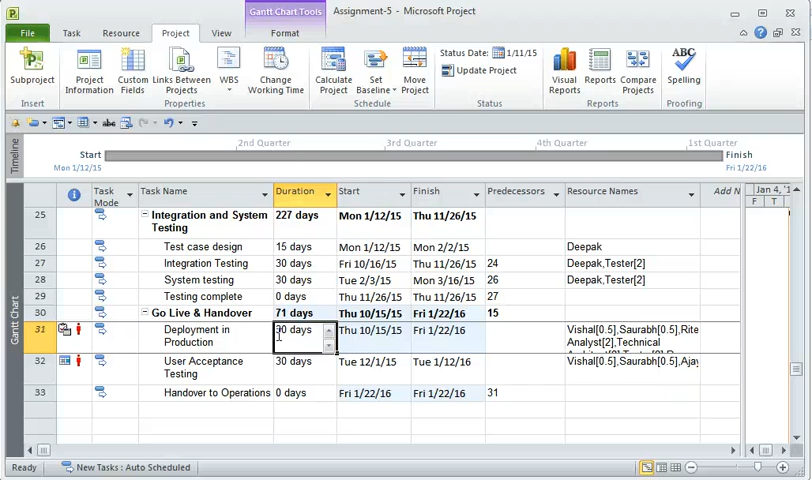 Gantt Chart Tools
Assignment-5 - Microsoft Project
File
Task
Resource
Project
View
Format
Subproject
Project
Information
Custom
Fields
Links Between
Projects
WBS
Change
Working Time
Calculate
Project
Set
Baseline
Move
Project
Status Date:
1/11/15
Update Project
Visual
Reports
Reports
Compare
Projects
ABC
Spelling
Insert
Properties
Schedule
Status
Reports
Proofing
abc
Timeline
2nd Quarter
3rd Quarter
4th Quarter
1st Quarter
Start
Mon 1/12/15
Finish
Fri 1/22/16
Task
Mode
Task Name
Duration
Start
Finish
Predecessors
Resource Names
Add N
Jan 4, '1
F T
25 Integration and System
Testing
227 days Mon 1/12/15 Thu 11/26/15
26 Test case design 15 days Mon 1/12/15 Mon 2/2/15 Deepak
27 Integration Testing 30 days Fri 10/16/15 Thu 11/26/15 24 Deepak,Tester[2]
28 System testing 30 days Tue 2/3/15 Mon 3/16/15 26 Deepak,Tester[2]
29 Testing complete 0 days Thu 11/26/15 Thu 11/26/15 27
30 Go Live & Handover 71 days Thu 10/15/15 Fri 1/22/16 15
31 Deployment in
Production
30 days Thu 10/15/15 Fri 1/22/16 Vishal[0.5],Saurabh[0.5],Rite
Analyst[2],Technical
32 User Acceptance
Testing
30 days Tue 12/1/15 Tue 1/12/16 Vishal[0.5],Saurabh[0.5],Ajay
33 Handover to Operations 0 days Fri 1/22/16 Fri 1/22/16 31
Gantt Chart
Ready
New Tasks : Auto Scheduled